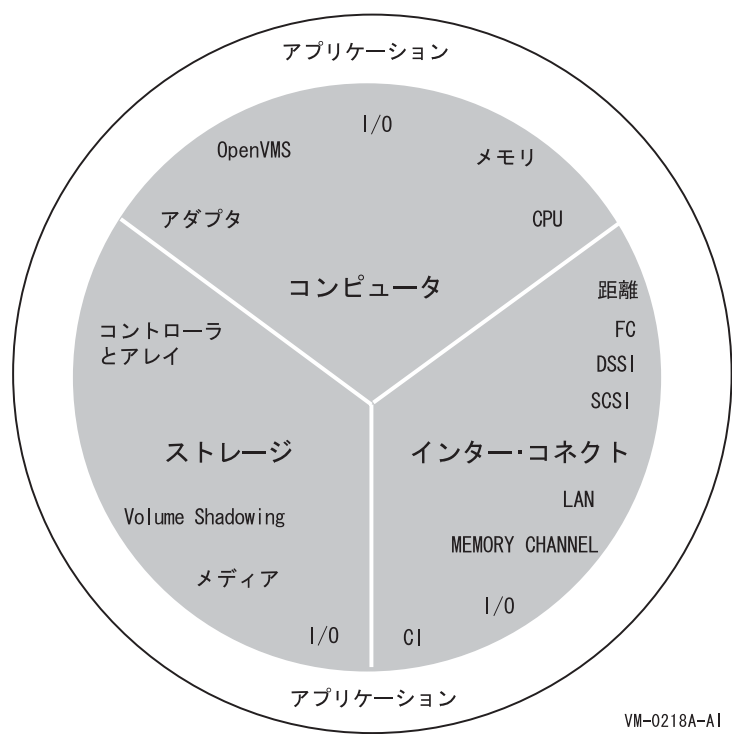 アプリケーション
I/O
OpenVMS
メモリ
アダプタ
CPU
コンピュータ
距離
FC
DSSI
SCSI
インター・コネクト
LAN
MEMORY CHANNEL
I/O
CI
コントローラ
とアレイ
ストレージ
Volume Shadowing
メディア
I/O
アプリケーション
VM-0218A-AI